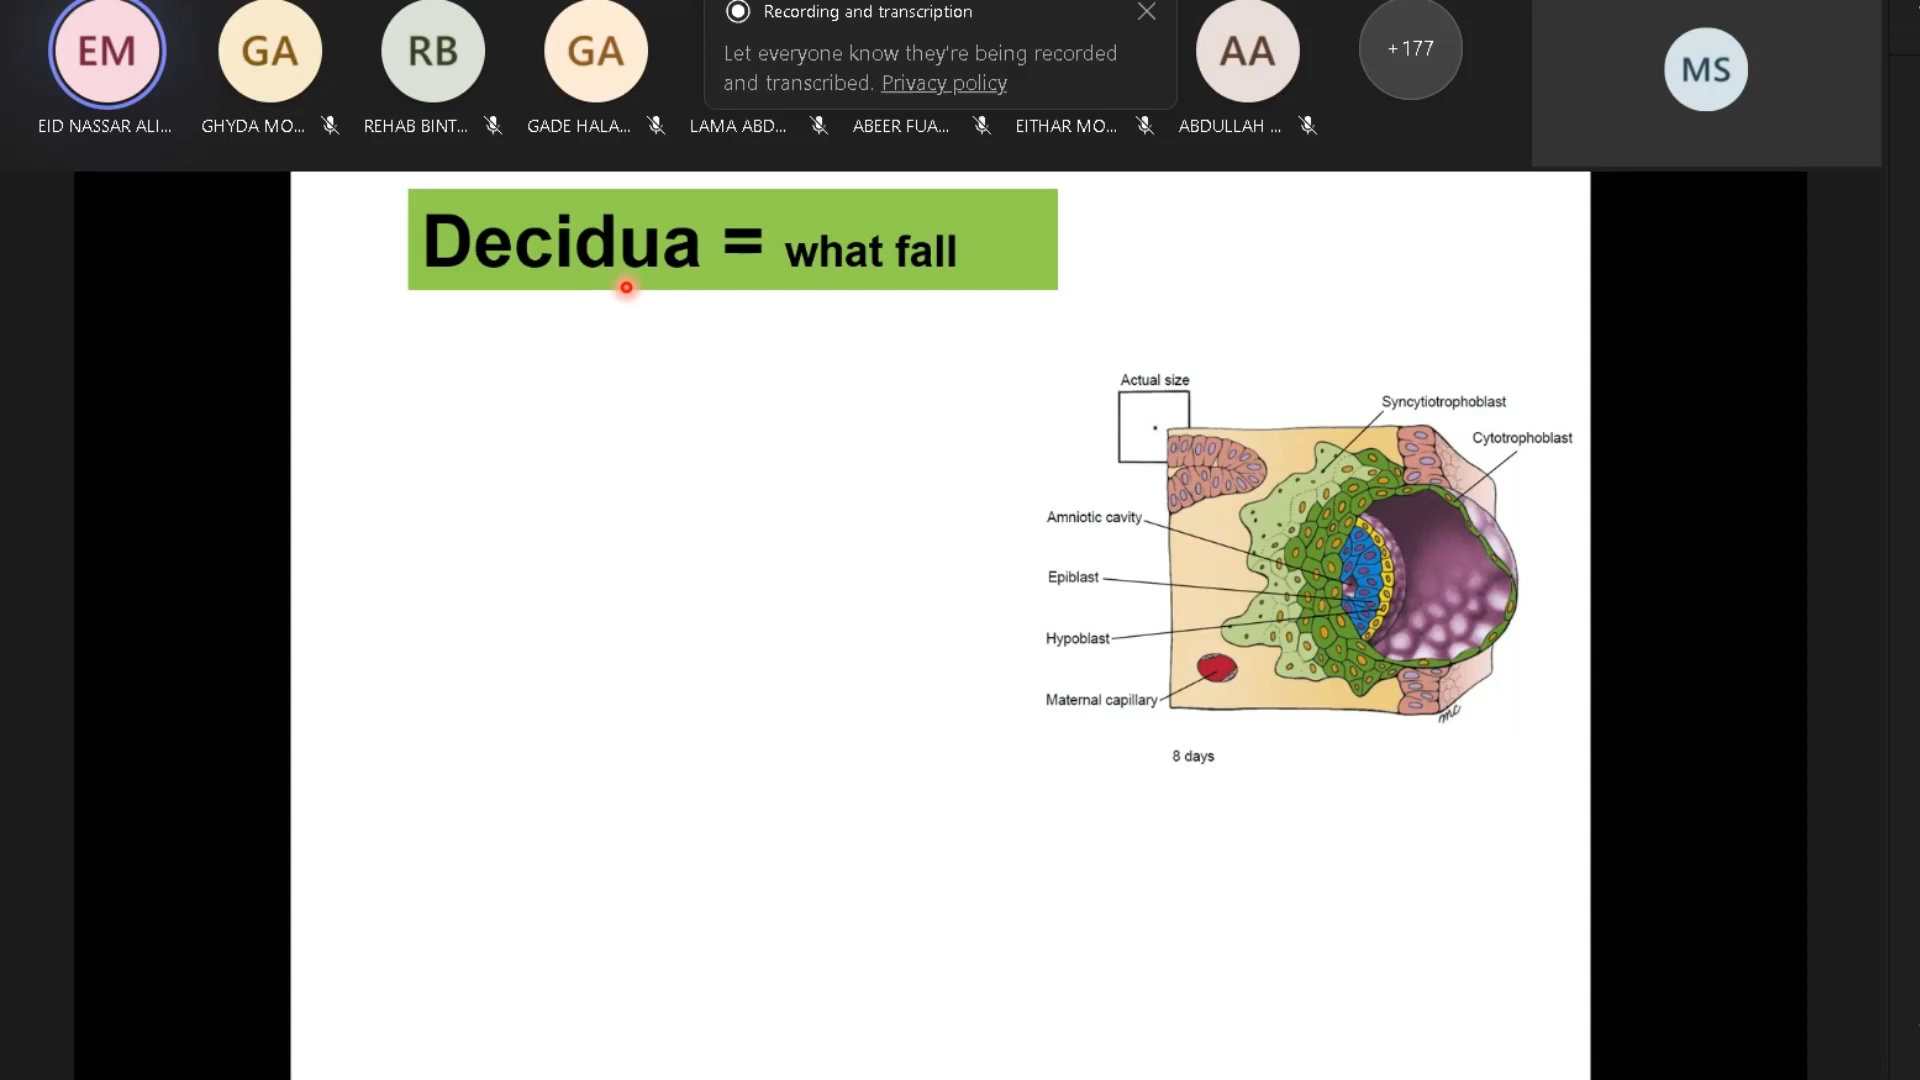 Recording and transcription
Let everyone know they're being recorded
and transcribed. Privacy policy
EM
GA
RB
GA
AA
+177
MS
EID NASSAR ALI...
GHYDA MO...
REHAB BINT...
GADE HALA...
LAMA ABD...
ABEER FUA...
EITHAR MO...
ABDULLAH ...
Decidua = what fall
Actual size
Syncytiotrophoblast
Cytotrophoblast
Amniotic cavity
Epiblast
Hypoblast
Maternal capillary
mc
8 days